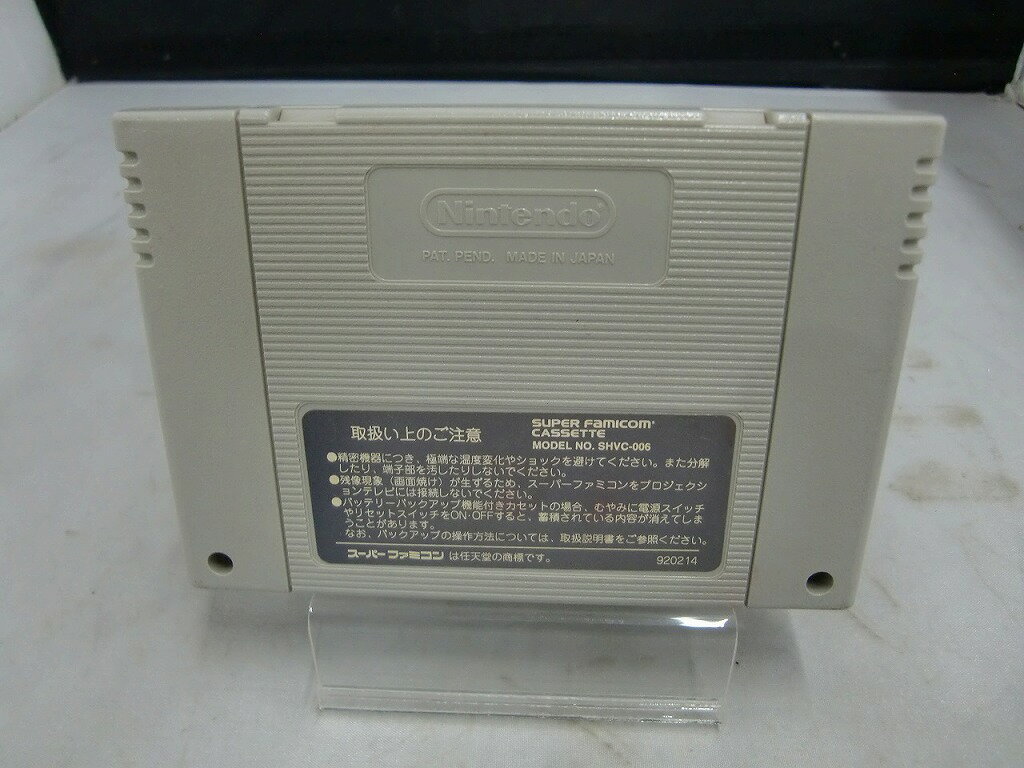 Nintendo
PAT. PEND. MADE IN JAPAN
取扱い上のご注意
SUPER FAMICOM
CASSETTE
MODEL NO. SHVC-006
●精密機器につき、極端な温度変化やショックを避けてください。また分解
したり、端子部を汚したりしないでください。
●残像現象（画面焼け）が生ずるため、スーパーファミコンをプロジェクシ
ョンテレビには接続しないでください。
●バッテリーバックアップ機能付きカセットの場合、むやみに電源スイッチ
やリセットスイッチをON・OFFすると、蓄積されている内容が消えてしま
うことがあります。
なお、バックアップの操作方法については、取扱説明書をご参照ください。
スーパーファミコン は任天堂の商標です。
920214